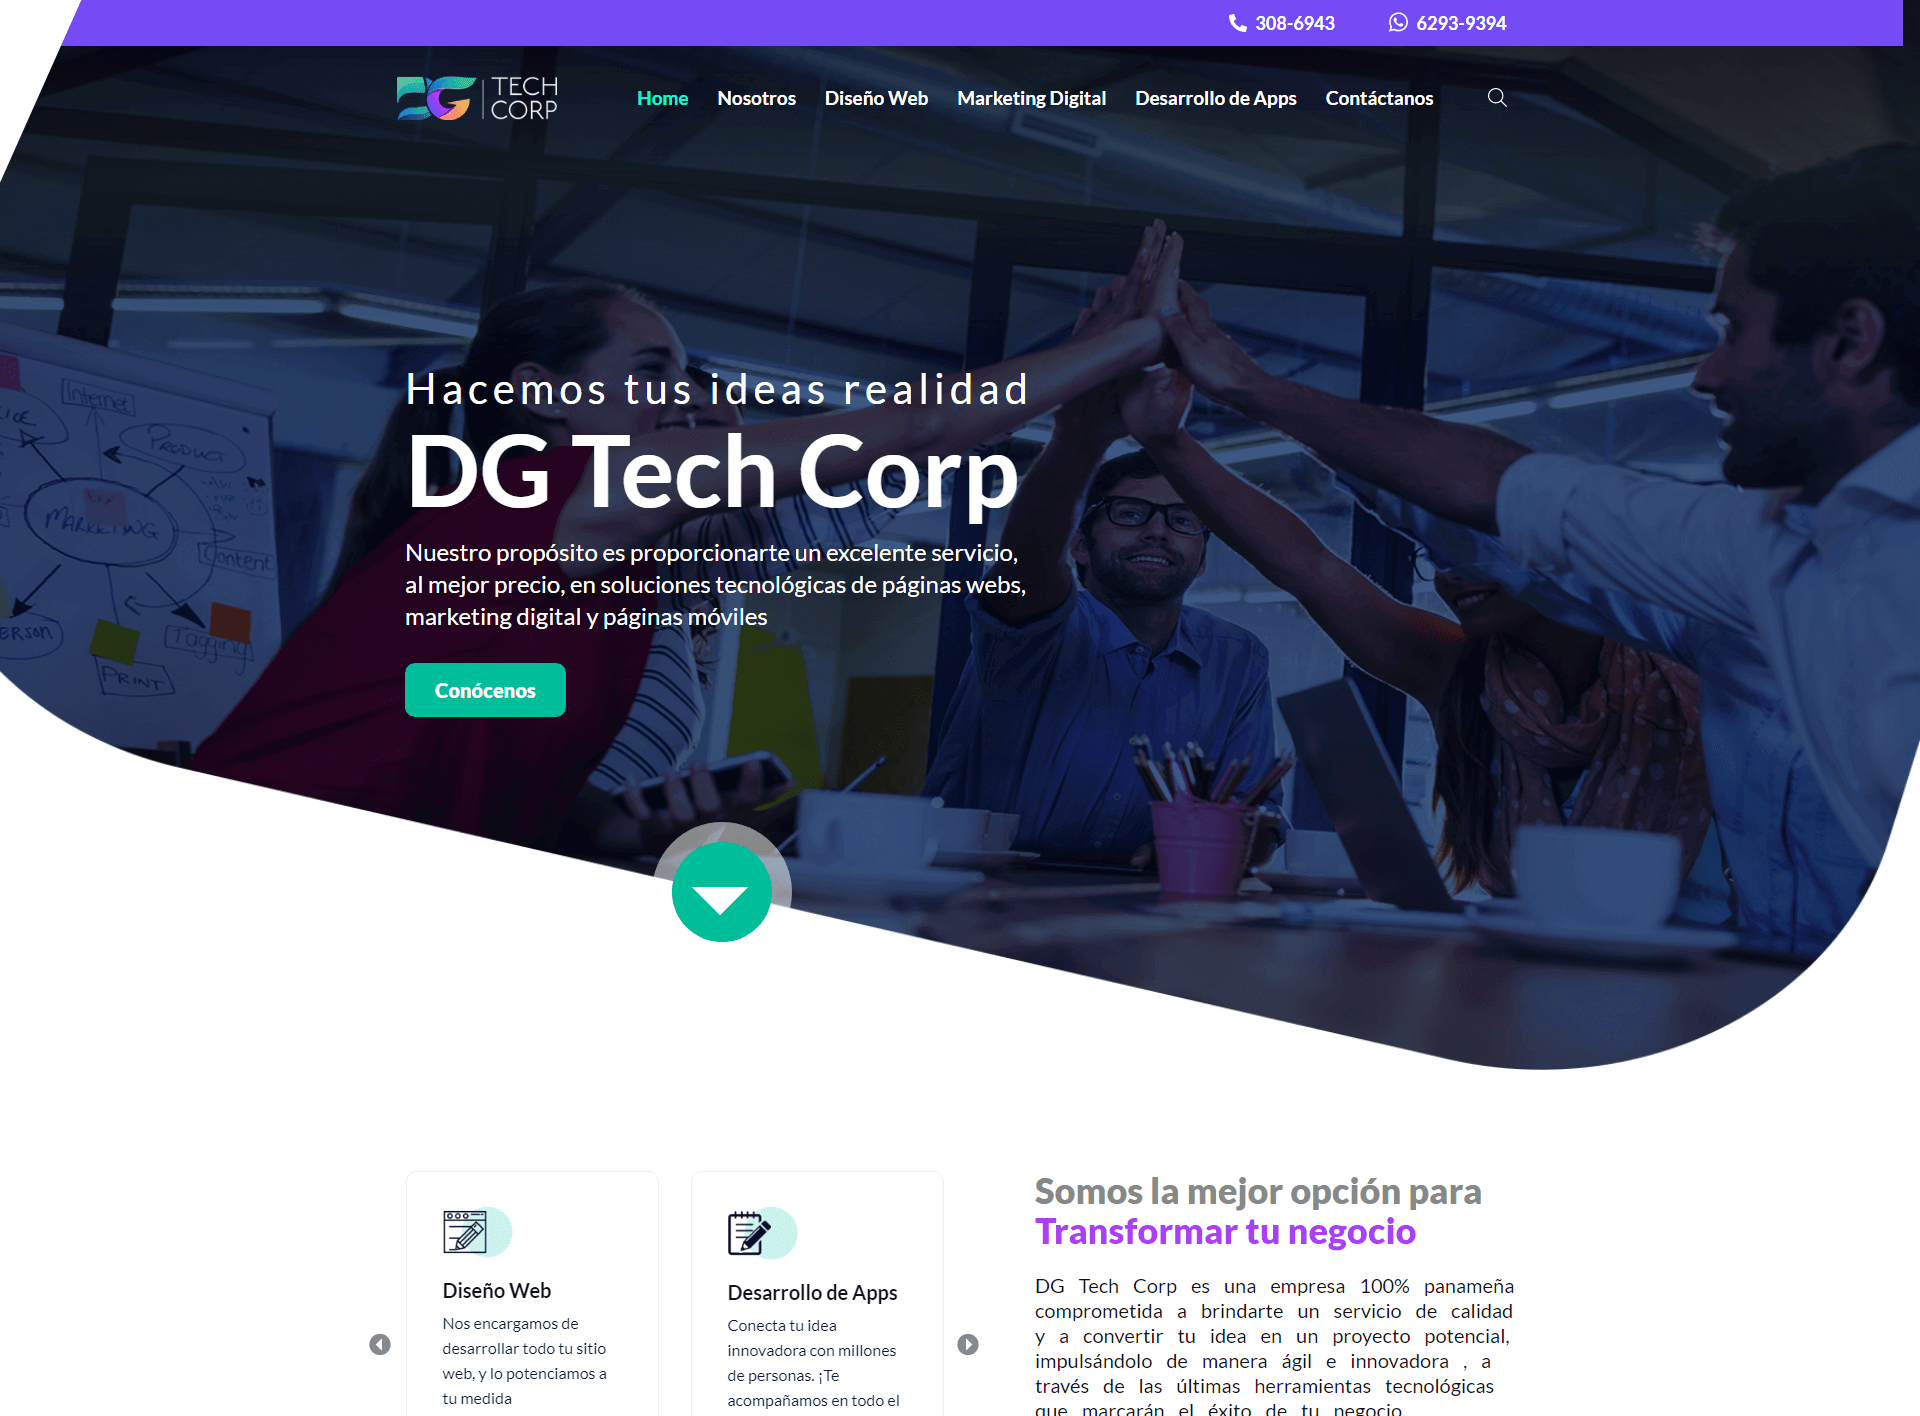 308-6943
6293-9394
DG TECH
CORP
Home Nosotros Diseño Web Marketing Digital Desarrollo de Apps Contáctanos
Internet
PRODUCT
MARKETING
Content
Tagging
PRINT
Hacemos tus ideas realidad
DG Tech Corp
Nuestro propósito es proporcionarte un excelente servicio,
al mejor precio, en soluciones tecnológicas de páginas webs,
marketing digital y páginas móviles
Conócenos
Diseño Web
Nos encargamos de
desarrollar todo tu sitio
web, y lo potenciamos a
tu medida
Desarrollo de Apps
Conecta tu idea
innovadora con millones
de personas. ¡Te
acompañamos en todo el
Somos la mejor opción para
Transformar tu negocio
DG Tech Corp es una empresa 100% panameña
comprometida a brindarte un servicio de calidad
y a convertir tu idea en un proyecto potencial,
impulsándolo de manera ágil e innovadora , a
través de las últimas herramientas tecnológicas
que marcarán el éxito de tu negocio